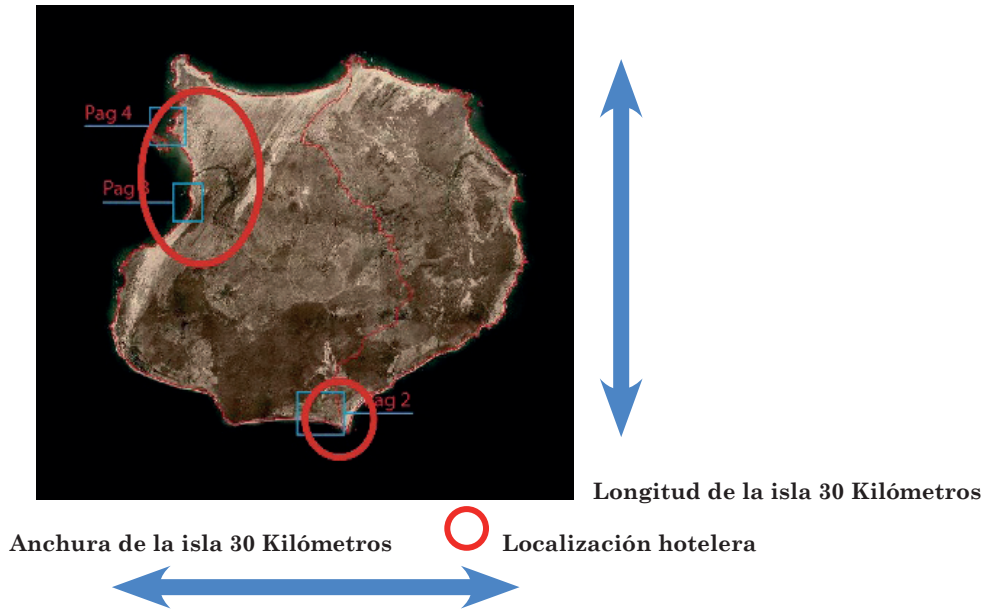 Pag 4
Pag 3
Pag 2
Longitud de la isla 30 Kilómetros
Anchura de la isla 30 Kilómetros
Localización hotelera